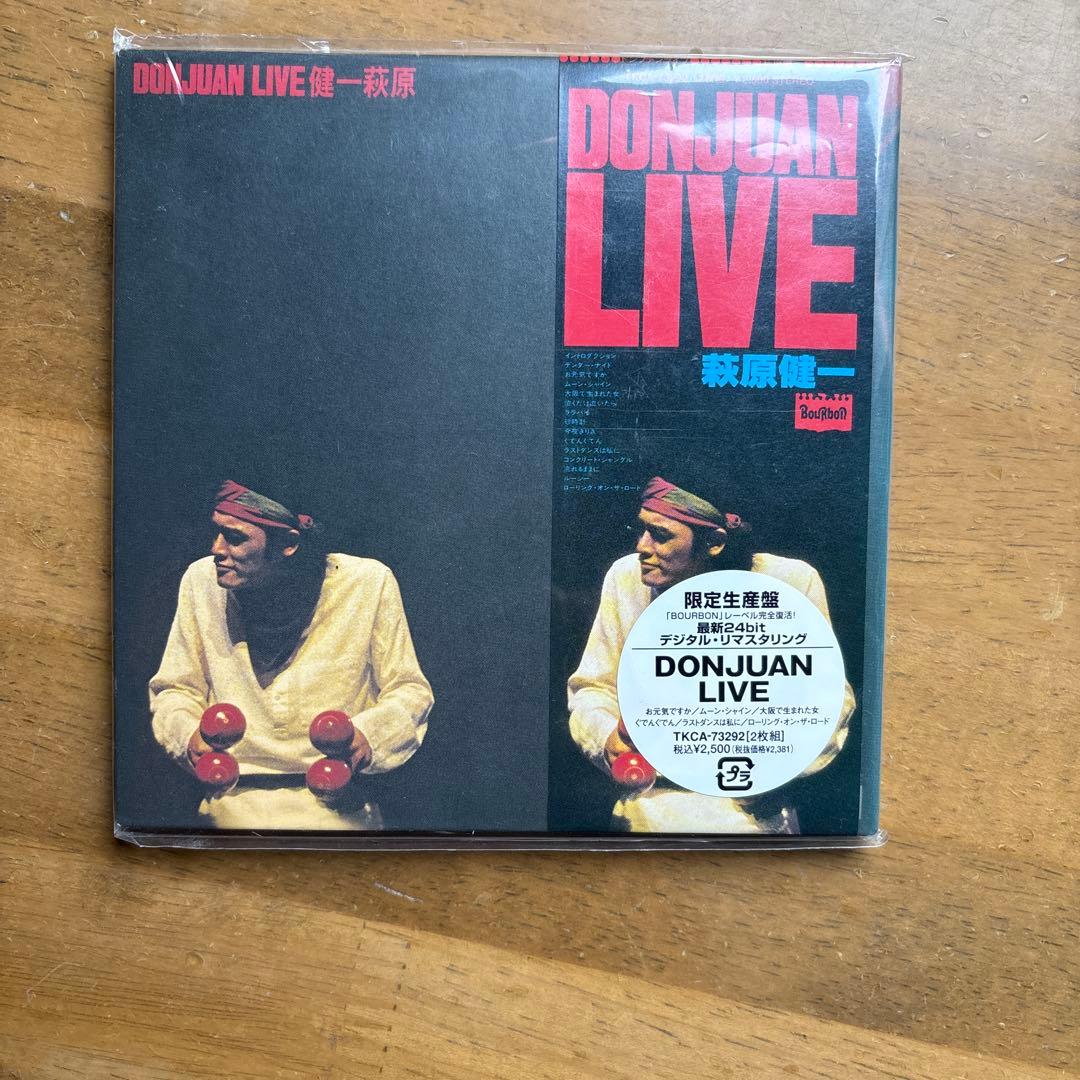 DONJUAN LIVE 健一萩原
STEREO
DONJUAN
LIVE
萩原健一
BOURBON
イントロダクション
テンダー・ナイト
お元気ですか
ムーン・シャイン
大阪で生まれた女
泣くだけ泣いたら
ララバイ
砂時計
今夜きりさ
ぐでんぐでん
ラストダンスは私に
コンクリート・ジャングル
流れるままに
ルーシー
ローリング・オン・ザ・ロード
限定生産盤
「BOURBON」レーベル完全復活!
最新24bit
デジタル・リマスタリング
DONJUAN
LIVE
お元気ですか/ムーン・シャイン/大阪で生まれた女
ぐでんぐでん/ラストダンスは私に/ローリング・オン・ザ・ロード
TKCA-73292[2枚組]
税込¥2,500(税抜価格¥2,381)
プラ